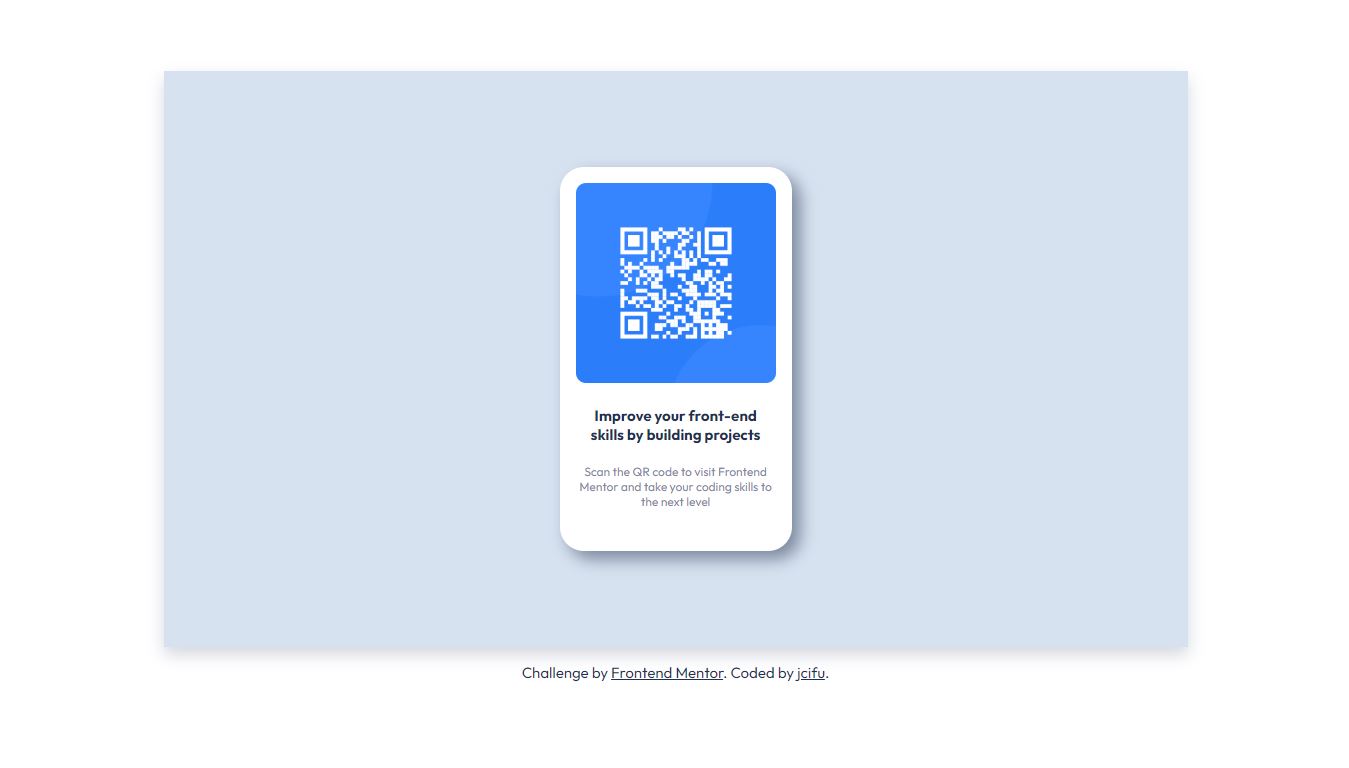 Improve your front-end
skills by building projects
Scan the QR code to visit Frontend
Mentor and take your coding skills to
the next level
Challenge by Frontend Mentor. Coded by jcifu.